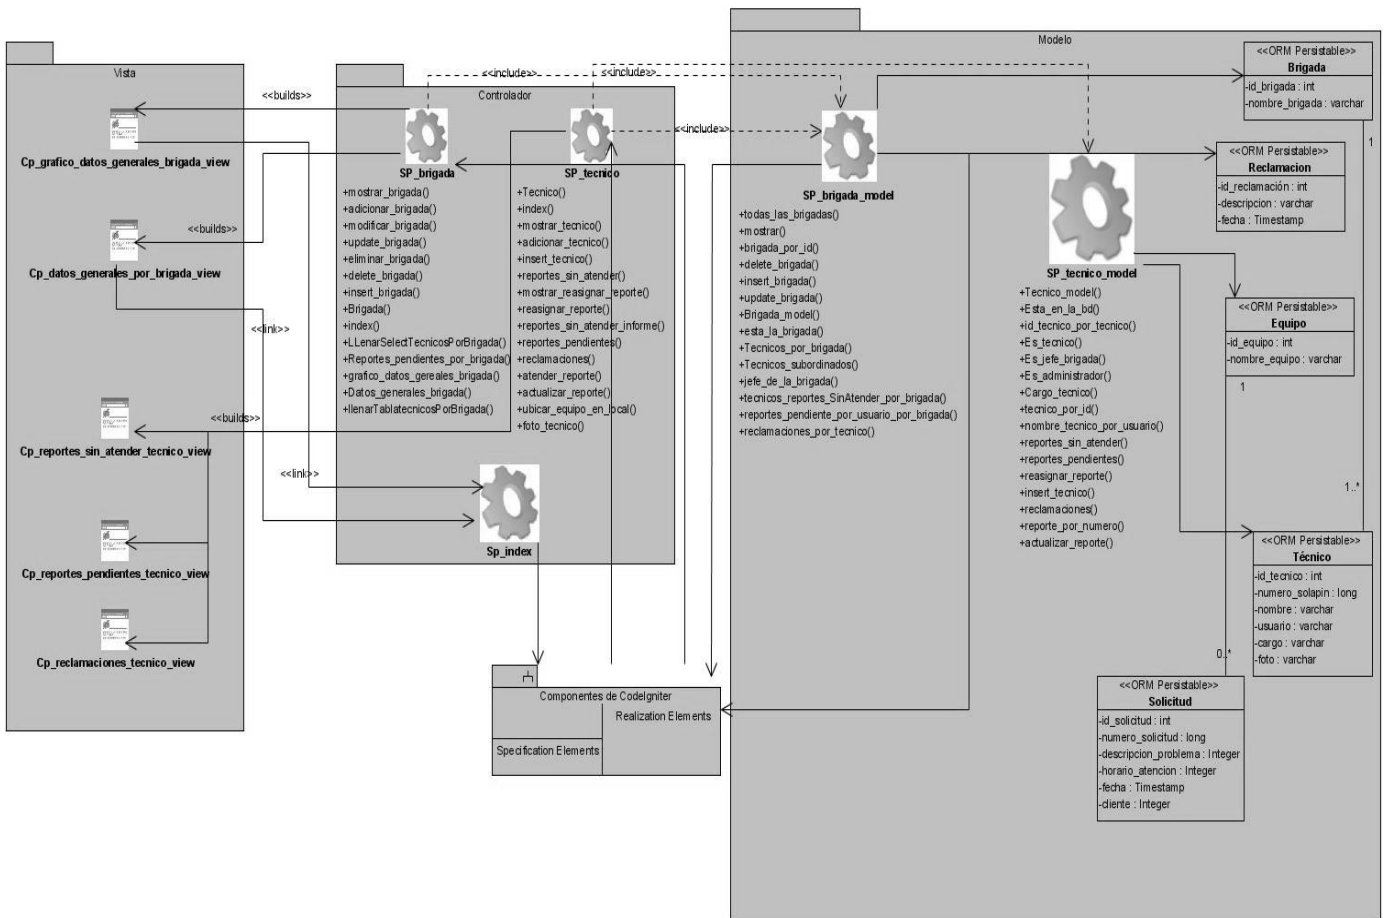 Vista
<<builds>>
Cp_grafico_datos_generales_brigada_view
<<builds>>
Cp_datos_generales_por_brigada_view
<<link>>
<<builds>>
Cp_reportes_sin_atender_tecnico_view
<<link>>
Cp_reportes_pendientes_tecnico_view
Cp_reclamaciones_tecnico_view
<<include>>
<<include>>
<<include>>
Controlador
SP_brigada
+mostrar_brigada()
+adicionar_brigada()
+modificar_brigada()
+update_brigada()
+eliminar_brigada()
+delete_brigada()
+insert_brigada()
+Brigada()
+index()
+LLenarSelectTecnicosPorBrigada()
+Reportes_pendientes_por_brigada()
+grafico_datos_gereales_brigada()
+Datos_generales_brigada()
+llenarTablatecnicosPorBrigada()
SP_tecnico
+Tecnico()
+index()
+mostrar_tecnico()
+adicionar_tecnico()
+insert_tecnico()
+reportes_sin_atender()
+mostrar_reasignar_reporte()
+reasignar_reporte()
+reportes_sin_atender_informe()
+reportes_pendientes()
+reclamaciones()
+atender_reporte()
+actualizar_reporte()
+ubicar_equipo_en_local()
+foto_tecnico()
Sp_index
Componentes de CodeIgniter
Realization Elements
Specification Elements
Modelo
SP_brigada_model
+todas_las_brigadas()
+mostrar()
+brigada_por_id()
+delete_brigada()
+insert_brigada()
+update_brigada()
+Brigada_model()
+esta_la_brigada()
+Tecnicos_por_brigada()
+Tecnicos_subordinados()
+jefe_de_la_brigada()
+tecnicos_reportes_SinAtender_por_brigada()
+reportes_pendiente_por_usuario_por_brigada()
+reclamaciones_por_tecnico()
SP_tecnico_model
+Tecnico_model()
+Esta_en_la_bd()
+id_tecnico_por_tecnico()
+Es_tecnico()
+Es_jefe_brigada()
+Es_administrador()
+Cargo_tecnico()
+tecnico_por_id()
+nombre_tecnico_por_usuario()
+reportes_sin_atender()
+reportes_pendientes()
+reasignar_reporte()
+insert_tecnico()
+reclamaciones()
+reporte_por_numero()
+actualizar_reporte()
<<ORM Persistable>>
Brigada
-id_brigada : int
-nombre_brigada : varchar
1
<<ORM Persistable>>
Reclamacion
-id_reclamación : int
-descripcion : varchar
-fecha : Timestamp
<<ORM Persistable>>
Equipo
-id_equipo : int
-nombre_equipo : varchar
1
1..*
<<ORM Persistable>>
Técnico
-id_tecnico : int
-numero_solapin : long
-nombre : varchar
-usuario : varchar
-cargo : varchar
-foto : varchar
0..*
<<ORM Persistable>>
Solicitud
-id_solicitud : int
-numero_solicitud : long
-descripcion_problema : Integer
-horario_atencion : Integer
-fecha : Timestamp
-cliente : Integer